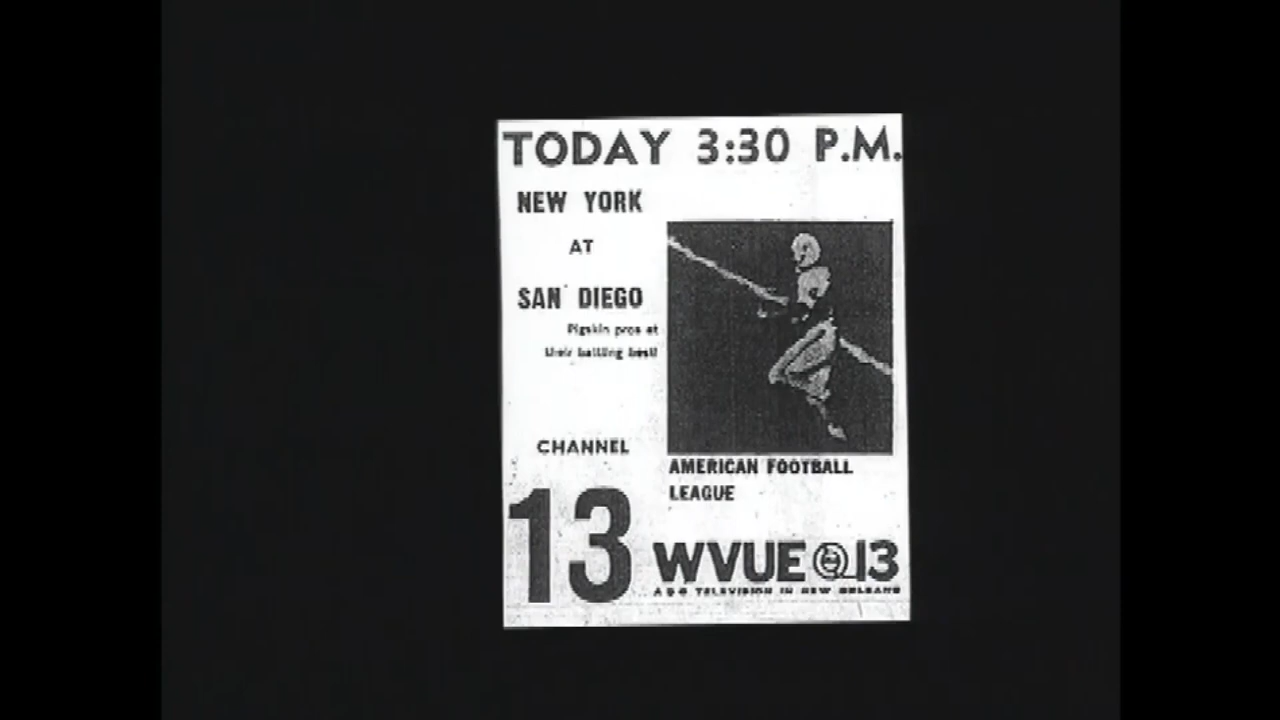 TODAY 3:30 P.M.
NEW YORK
AT
SAN DIEGO
Pigskin pros at
their battling best!
CHANNEL
13
AMERICAN FOOTBALL
LEAGUE
WVUE 13
ABC TELEVISION IN NEW ORLEANS